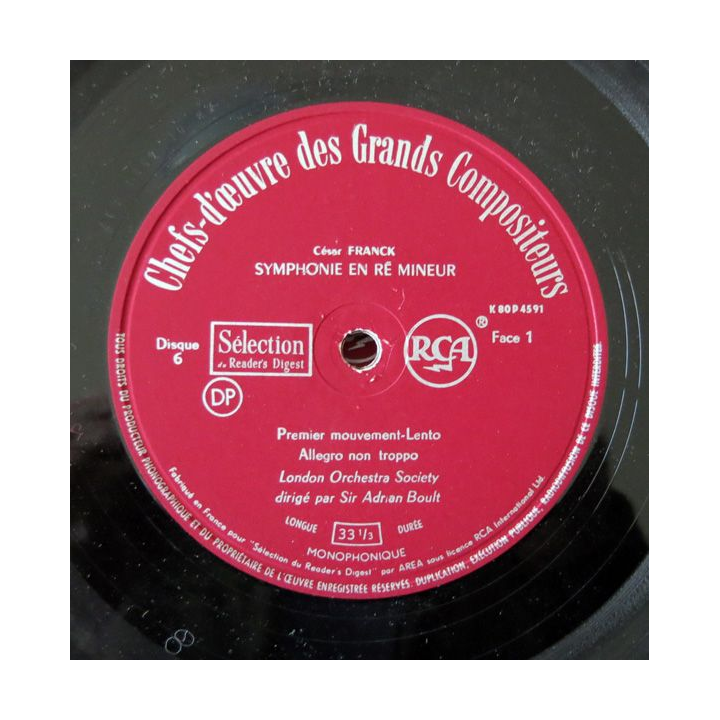 Chefs-d'œuvre des Grands Compositeurs
César FRANCK
SYMPHONIE EN RÉ MINEUR
K 80 P 4591
Disque
6
Sélection
du Reader's Digest
RCA
®
Face 1
DP
Premier mouvement-Lento
Allegro non troppo
London Orchestra Society
dirigé par Sir Adrian Boult
LONGUE 33 1/3 DURÉE
MONOPHONIQUE
Fabriqué en France pour "Sélection du Reader's Digest" par AREA sous licence RCA International Ltd
TOUS DROITS DU PRODUCTEUR PHONOGRAPHIQUE ET DU PROPRIÉTAIRE DE L'ŒUVRE ENREGISTRÉE RÉSERVÉS. DUPLICATION, EXÉCUTION PUBLIQUE, RADIODIFFUSION DE CE DISQUE INTERDITES